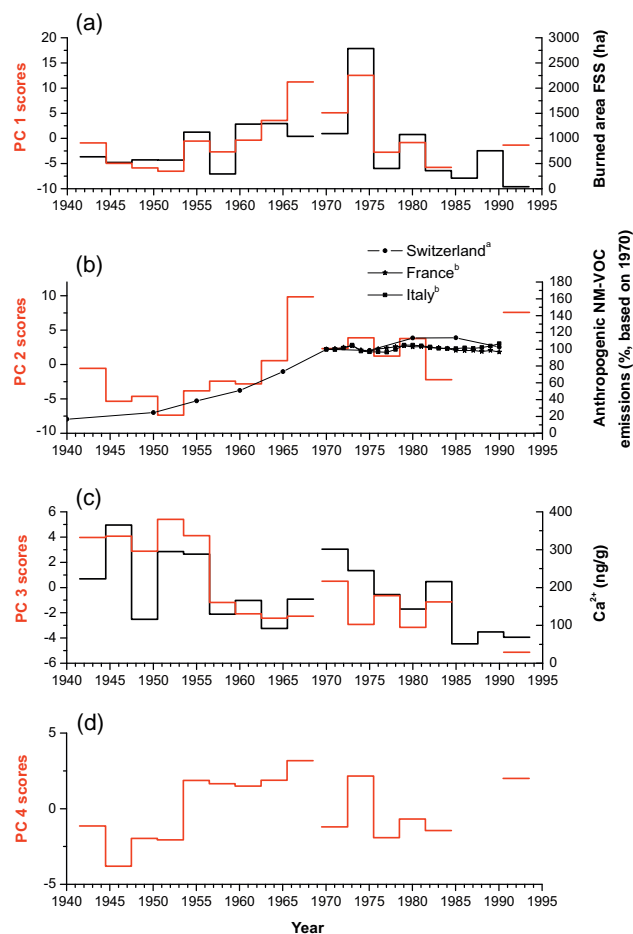 (a)
PC 1 scores
20
15
10
5
0
-5
-10
3000
2500
2000
1500
1000
500
0
Burned area FSS (ha)
1940 1945 1950 1955 1960 1965 1970 1975 1980 1985 1990 1995
(b)
Switzerland^a
France^b
Italy^b
PC 2 scores
10
5
0
-5
-10
180
160
140
120
100
80
60
40
20
0
Anthropogenic NM-VOC
emissions (%, based on 1970)
1940 1945 1950 1955 1960 1965 1970 1975 1980 1985 1990 1995
(c)
PC 3 scores
6
4
2
0
-2
-4
-6
400
300
200
100
0
Ca²⁺ (ng/g)
1940 1945 1950 1955 1960 1965 1970 1975 1980 1985 1990 1995
(d)
PC 4 scores
5
0
-5
1940 1945 1950 1955 1960 1965 1970 1975 1980 1985 1990 1995
Year